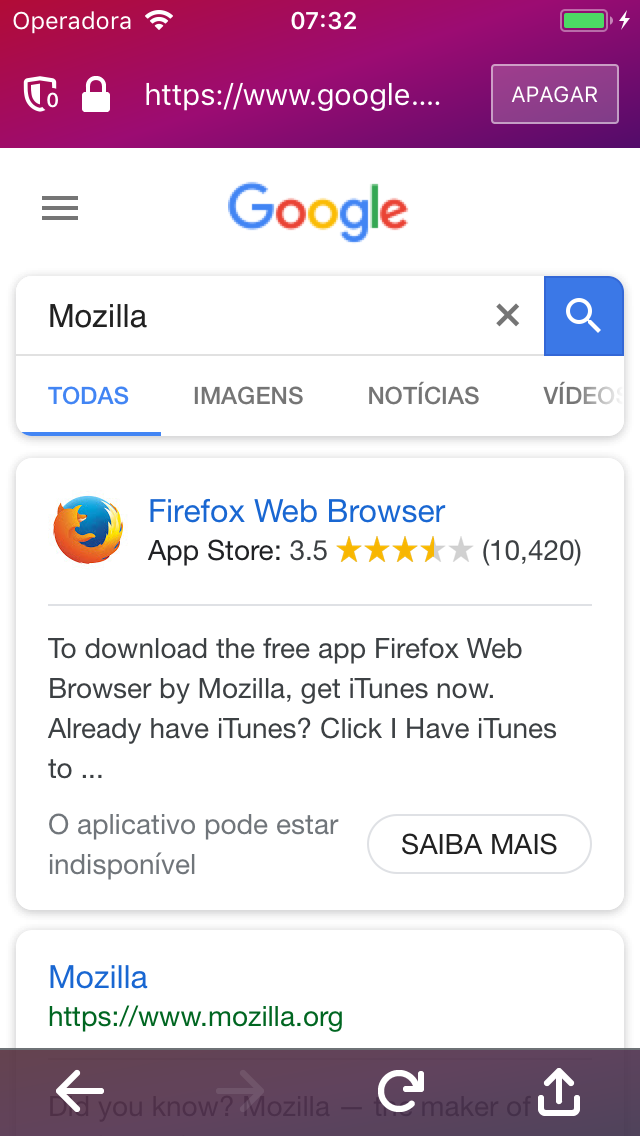 Operadora 07:32
0 https://www.google.... APAGAR
Google
Mozilla
TODAS IMAGENS NOTÍCIAS VÍDEOS
Firefox Web Browser
App Store: 3.5 (10,420)
To download the free app Firefox Web
Browser by Mozilla, get iTunes now.
Already have iTunes? Click I Have iTunes
to ...
O aplicativo pode estar
indisponível
SAIBA MAIS
Mozilla
https://www.mozilla.org
Did you know? Mozilla — the maker of